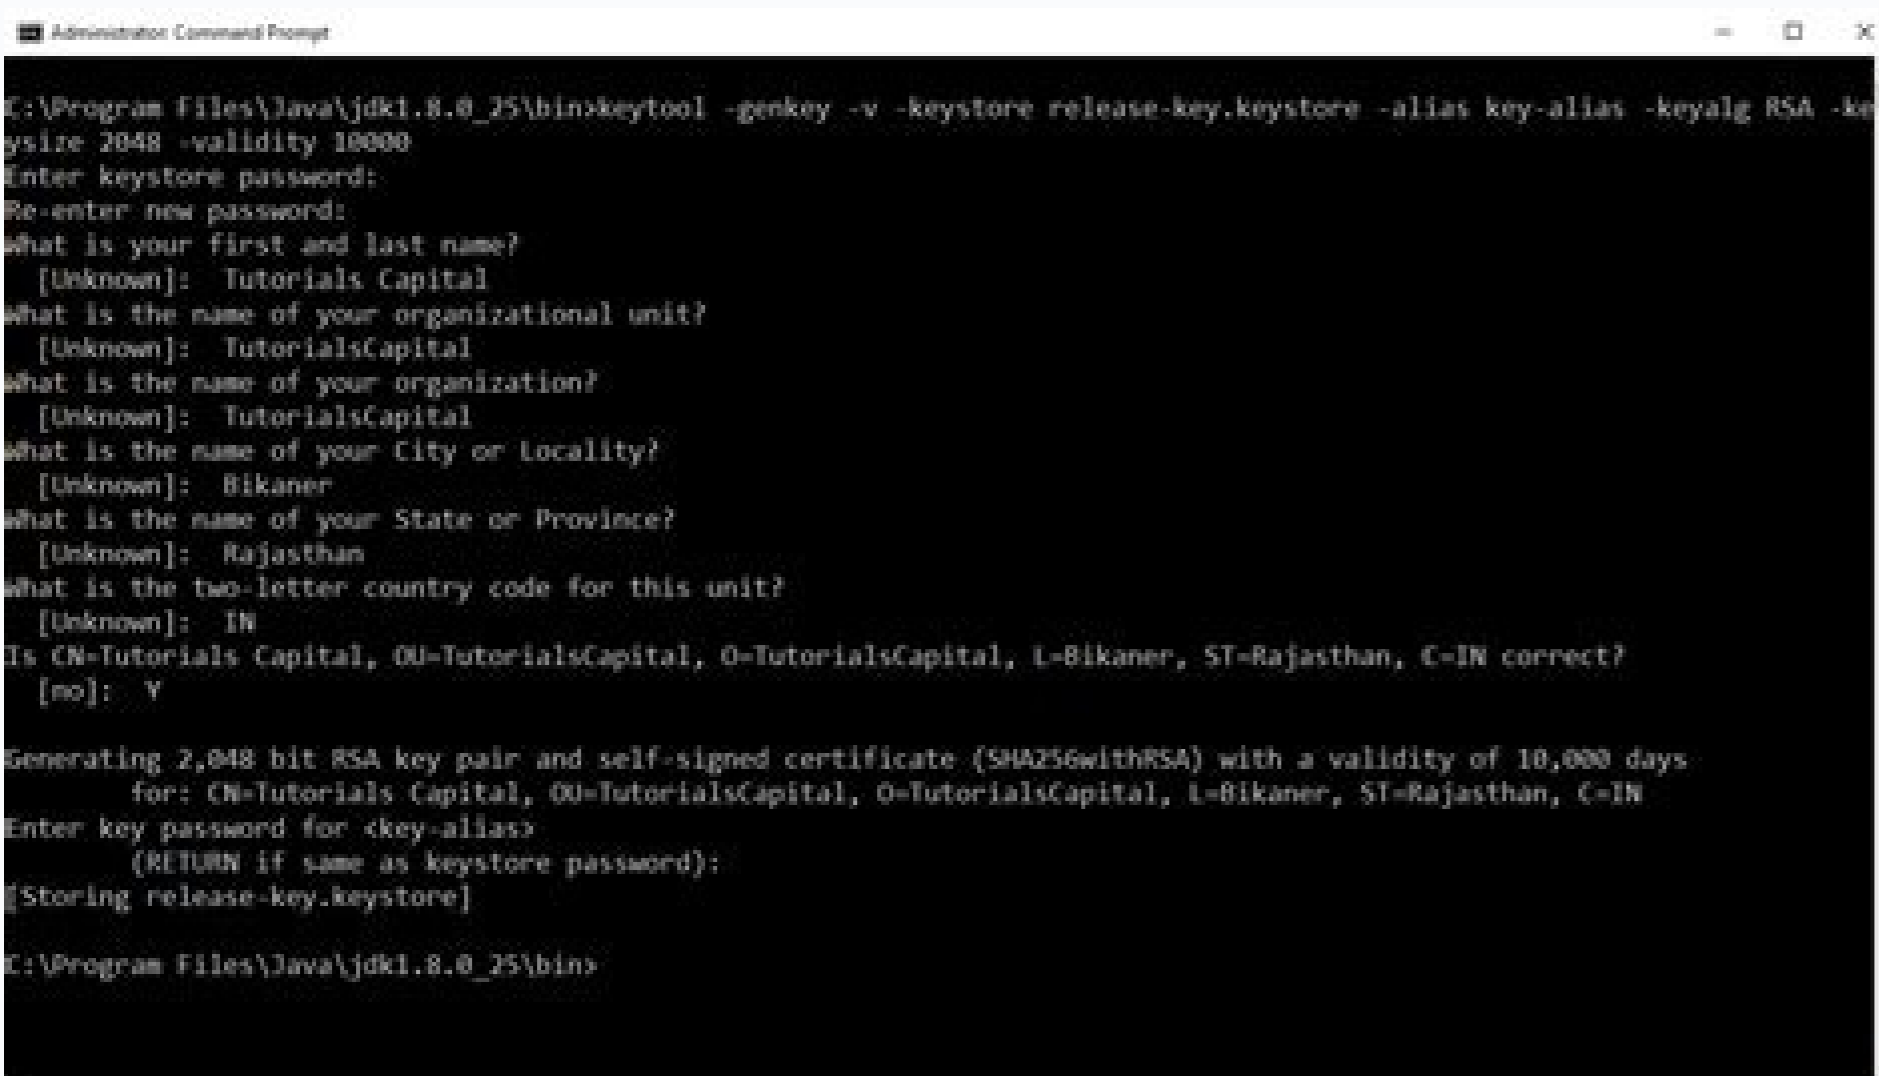 Administrator: Command Prompt
C:\Program Files\Java\jdk1.8.0_25\bin>keytool -genkey -v -keystore release-key.keystore -alias key-alias -keyalg RSA -ke
ysize 2048 -validity 10000
Enter keystore password:
Re-enter new password:
What is your first and last name?
[Unknown]:  Tutorials Capital
What is the name of your organizational unit?
[Unknown]:  TutorialsCapital
What is the name of your organization?
[Unknown]:  TutorialsCapital
What is the name of your City or Locality?
[Unknown]:  Bikaner
What is the name of your State or Province?
[Unknown]:  Rajasthan
What is the two-letter country code for this unit?
[Unknown]:  IN
Is CN=Tutorials Capital, OU=TutorialsCapital, O=TutorialsCapital, L=Bikaner, ST=Rajasthan, C=IN correct?
[no]:  Y
Generating 2,048 bit RSA key pair and self-signed certificate (SHA256withRSA) with a validity of 10,000 days
for: CN=Tutorials Capital, OU=TutorialsCapital, O=TutorialsCapital, L=Bikaner, ST=Rajasthan, C=IN
Enter key password for <key-alias>
(RETURN if same as keystore password):
[Storing release-key.keystore]
C:\Program Files\Java\jdk1.8.0_25\bin>